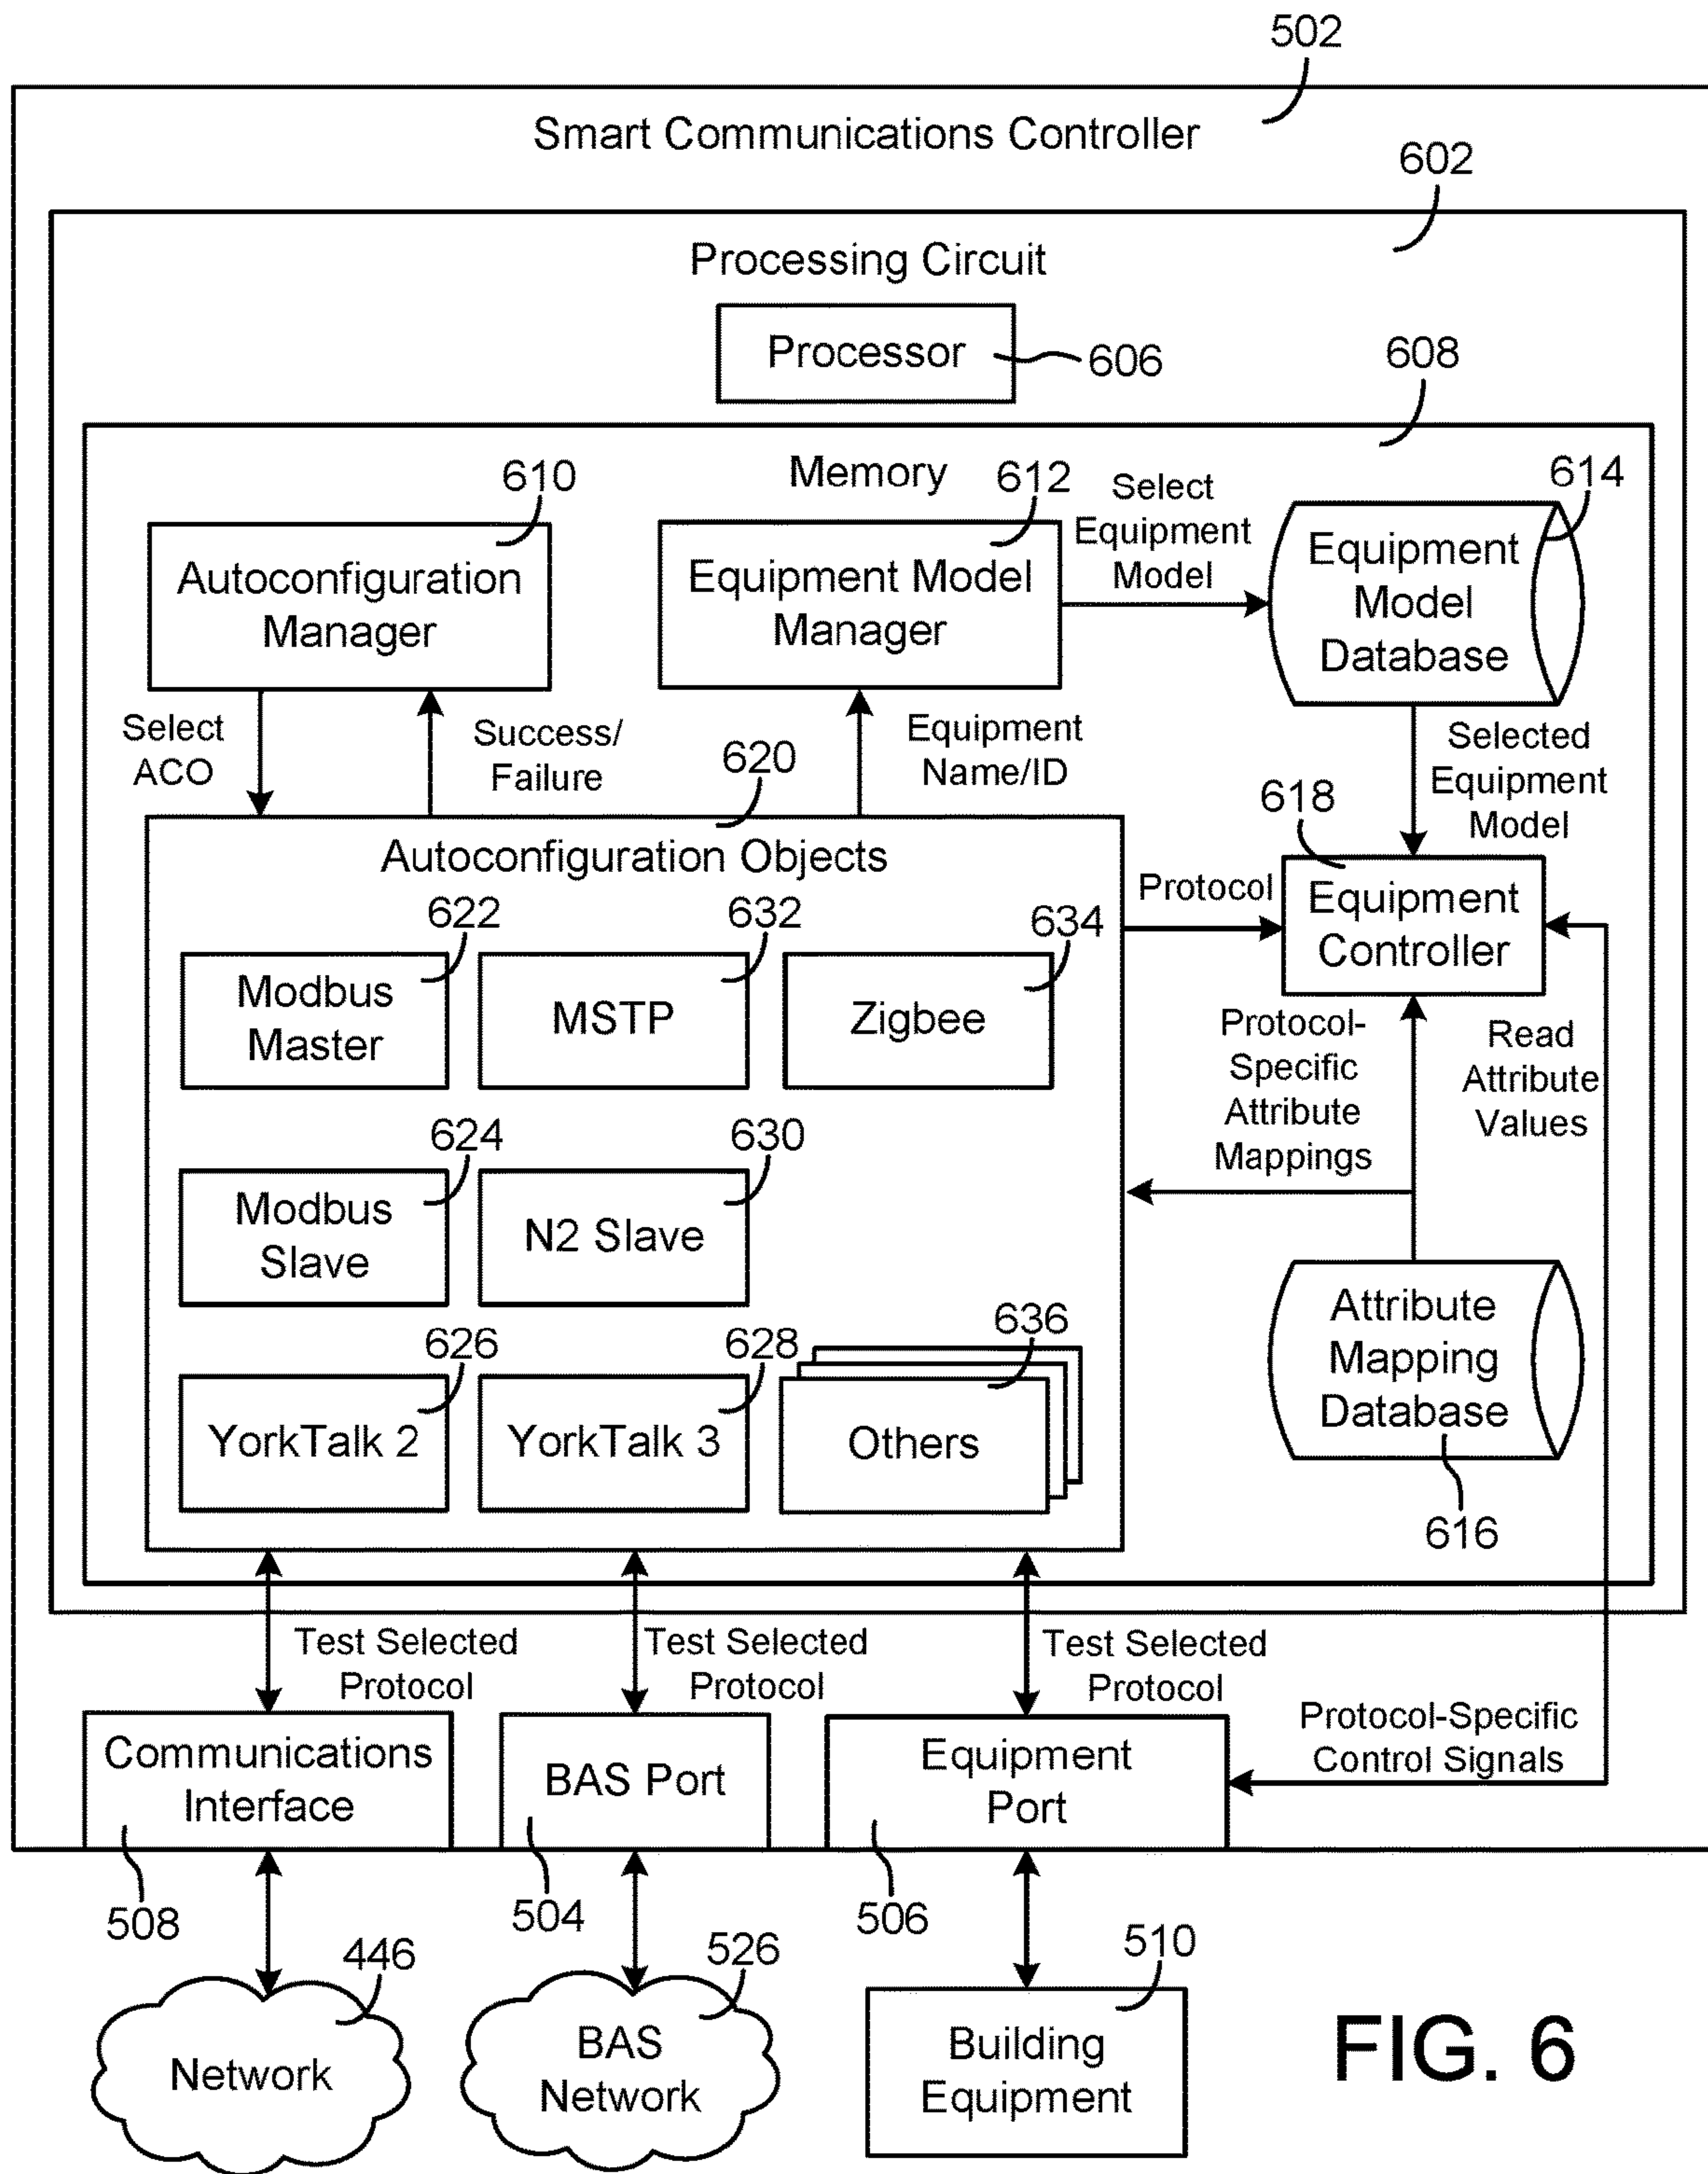 502
Smart Communications Controller
602
Processing Circuit
Processor
606
608
Memory
610
612
614
Autoconfiguration
Manager
Equipment Model
Manager
Select
Equipment
Model
Equipment
Model
Database
Select
ACO
Success/
Failure
Equipment
Name/ID
Selected
Equipment
Model
620
618
Autoconfiguration Objects
Protocol
Equipment
Controller
622
632
634
Modbus
Master
MSTP
Zigbee
Protocol-
Specific
Attribute
Mappings
Read
Attribute
Values
624
630
Modbus
Slave
N2 Slave
626
628
636
YorkTalk 2
YorkTalk 3
Others
Attribute
Mapping
Database
616
Test Selected
Protocol
Test Selected
Protocol
Test Selected
Protocol
Protocol-Specific
Control Signals
Communications
Interface
BAS Port
Equipment
Port
508
504
506
446
526
510
Network
BAS
Network
Building
Equipment
FIG. 6